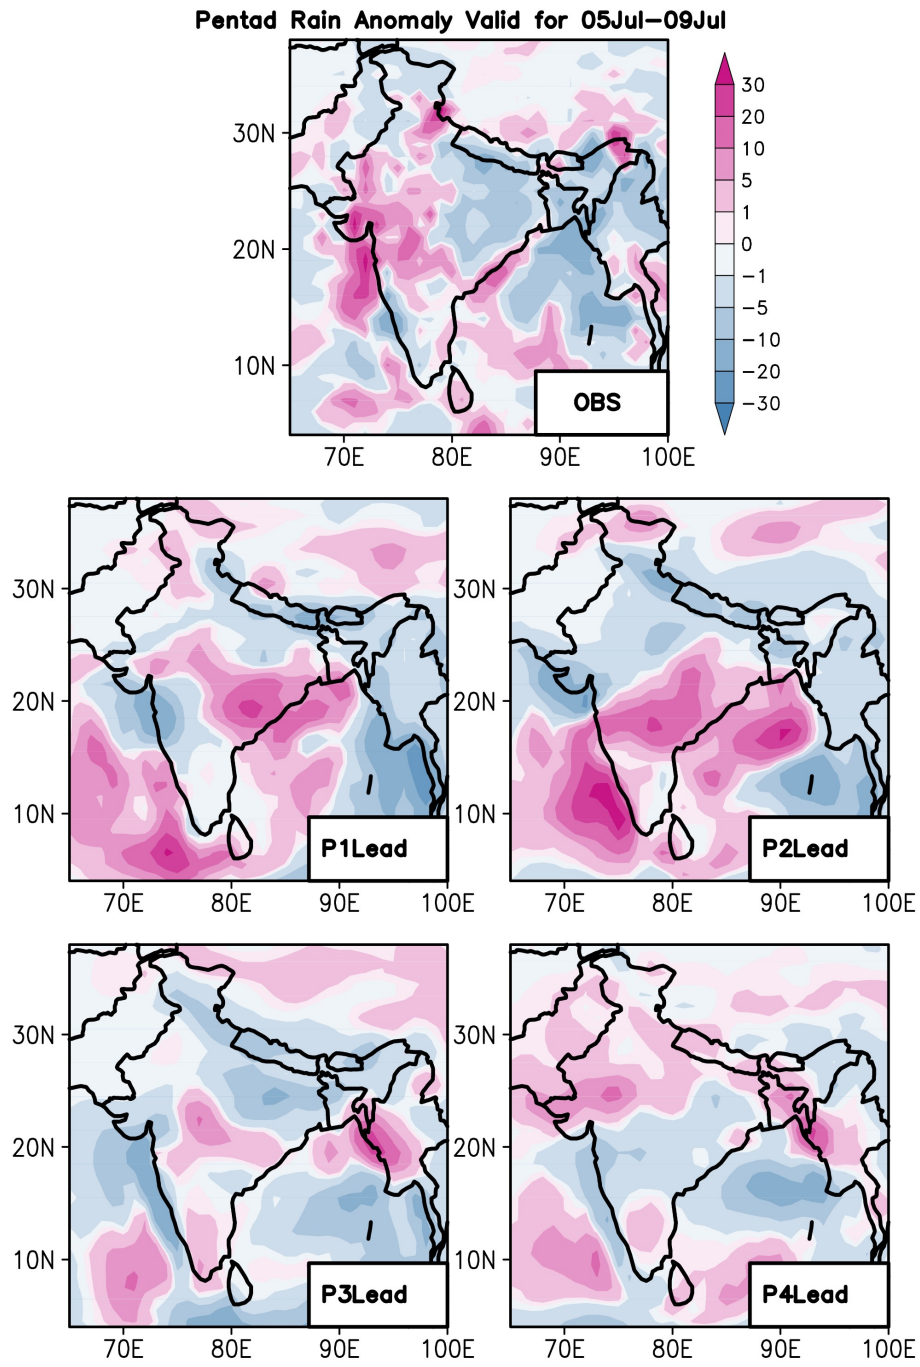 Pentad Rain Anomaly Valid for 05Jul−09Jul
30N
20N
10N
70E 80E 90E 100E
OBS
30
20
10
5
1
0
−1
−5
−10
−20
−30
30N
20N
10N
70E 80E 90E 100E
P1Lead
30N
20N
10N
70E 80E 90E 100E
P2Lead
30N
20N
10N
70E 80E 90E 100E
P3Lead
30N
20N
10N
70E 80E 90E 100E
P4Lead